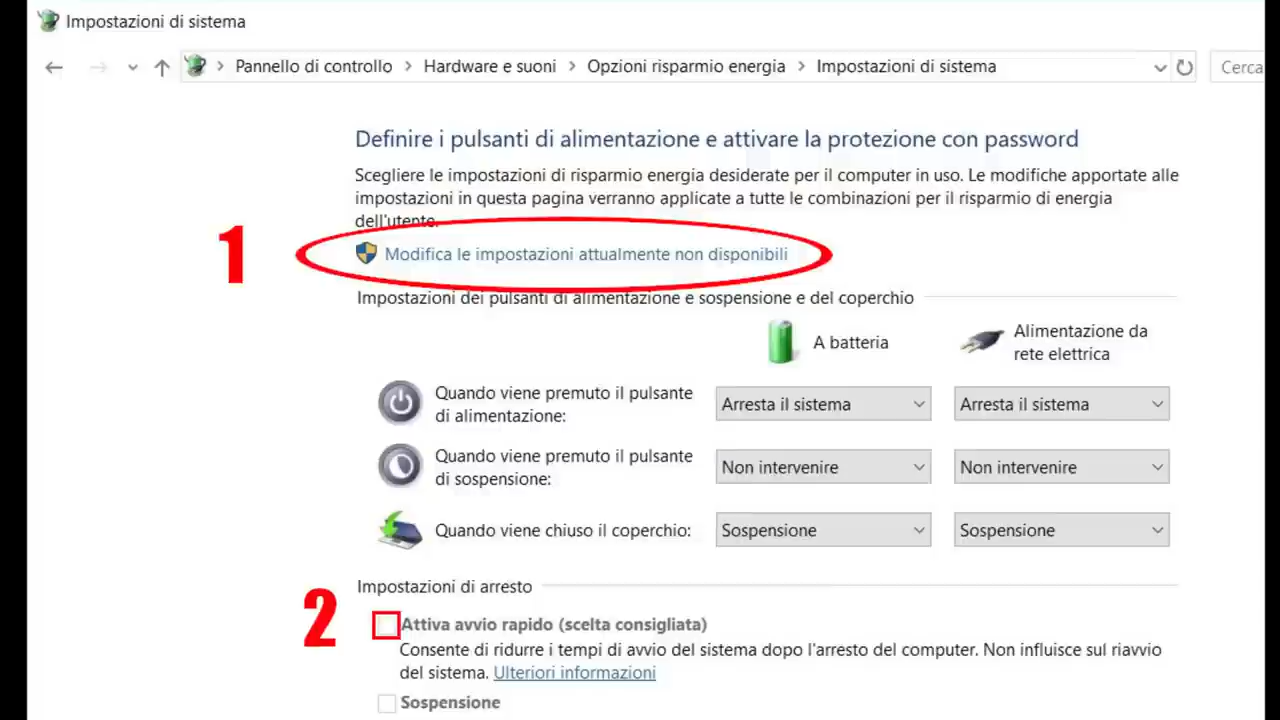 Impostazioni di sistema
Pannello di controllo > Hardware e suoni > Opzioni risparmio energia > Impostazioni di sistema
Cerca
Definire i pulsanti di alimentazione e attivare la protezione con password
Scegliere le impostazioni di risparmio energia desiderate per il computer in uso. Le modifiche apportate alle
impostazioni in questa pagina verranno applicate a tutte le combinazioni per il risparmio di energia
dell'utente.
1
Modifica le impostazioni attualmente non disponibili
Impostazioni dei pulsanti di alimentazione e sospensione e del coperchio
A batteria
Alimentazione da
rete elettrica
Quando viene premuto il pulsante
di alimentazione:
Arresta il sistema
Arresta il sistema
Quando viene premuto il pulsante
di sospensione:
Non intervenire
Non intervenire
Quando viene chiuso il coperchio:
Sospensione
Sospensione
Impostazioni di arresto
2
Attiva avvio rapido (scelta consigliata)
Consente di ridurre i tempi di avvio del sistema dopo l'arresto del computer. Non influisce sul riavvio
del sistema. Ulteriori informazioni
Sospensione